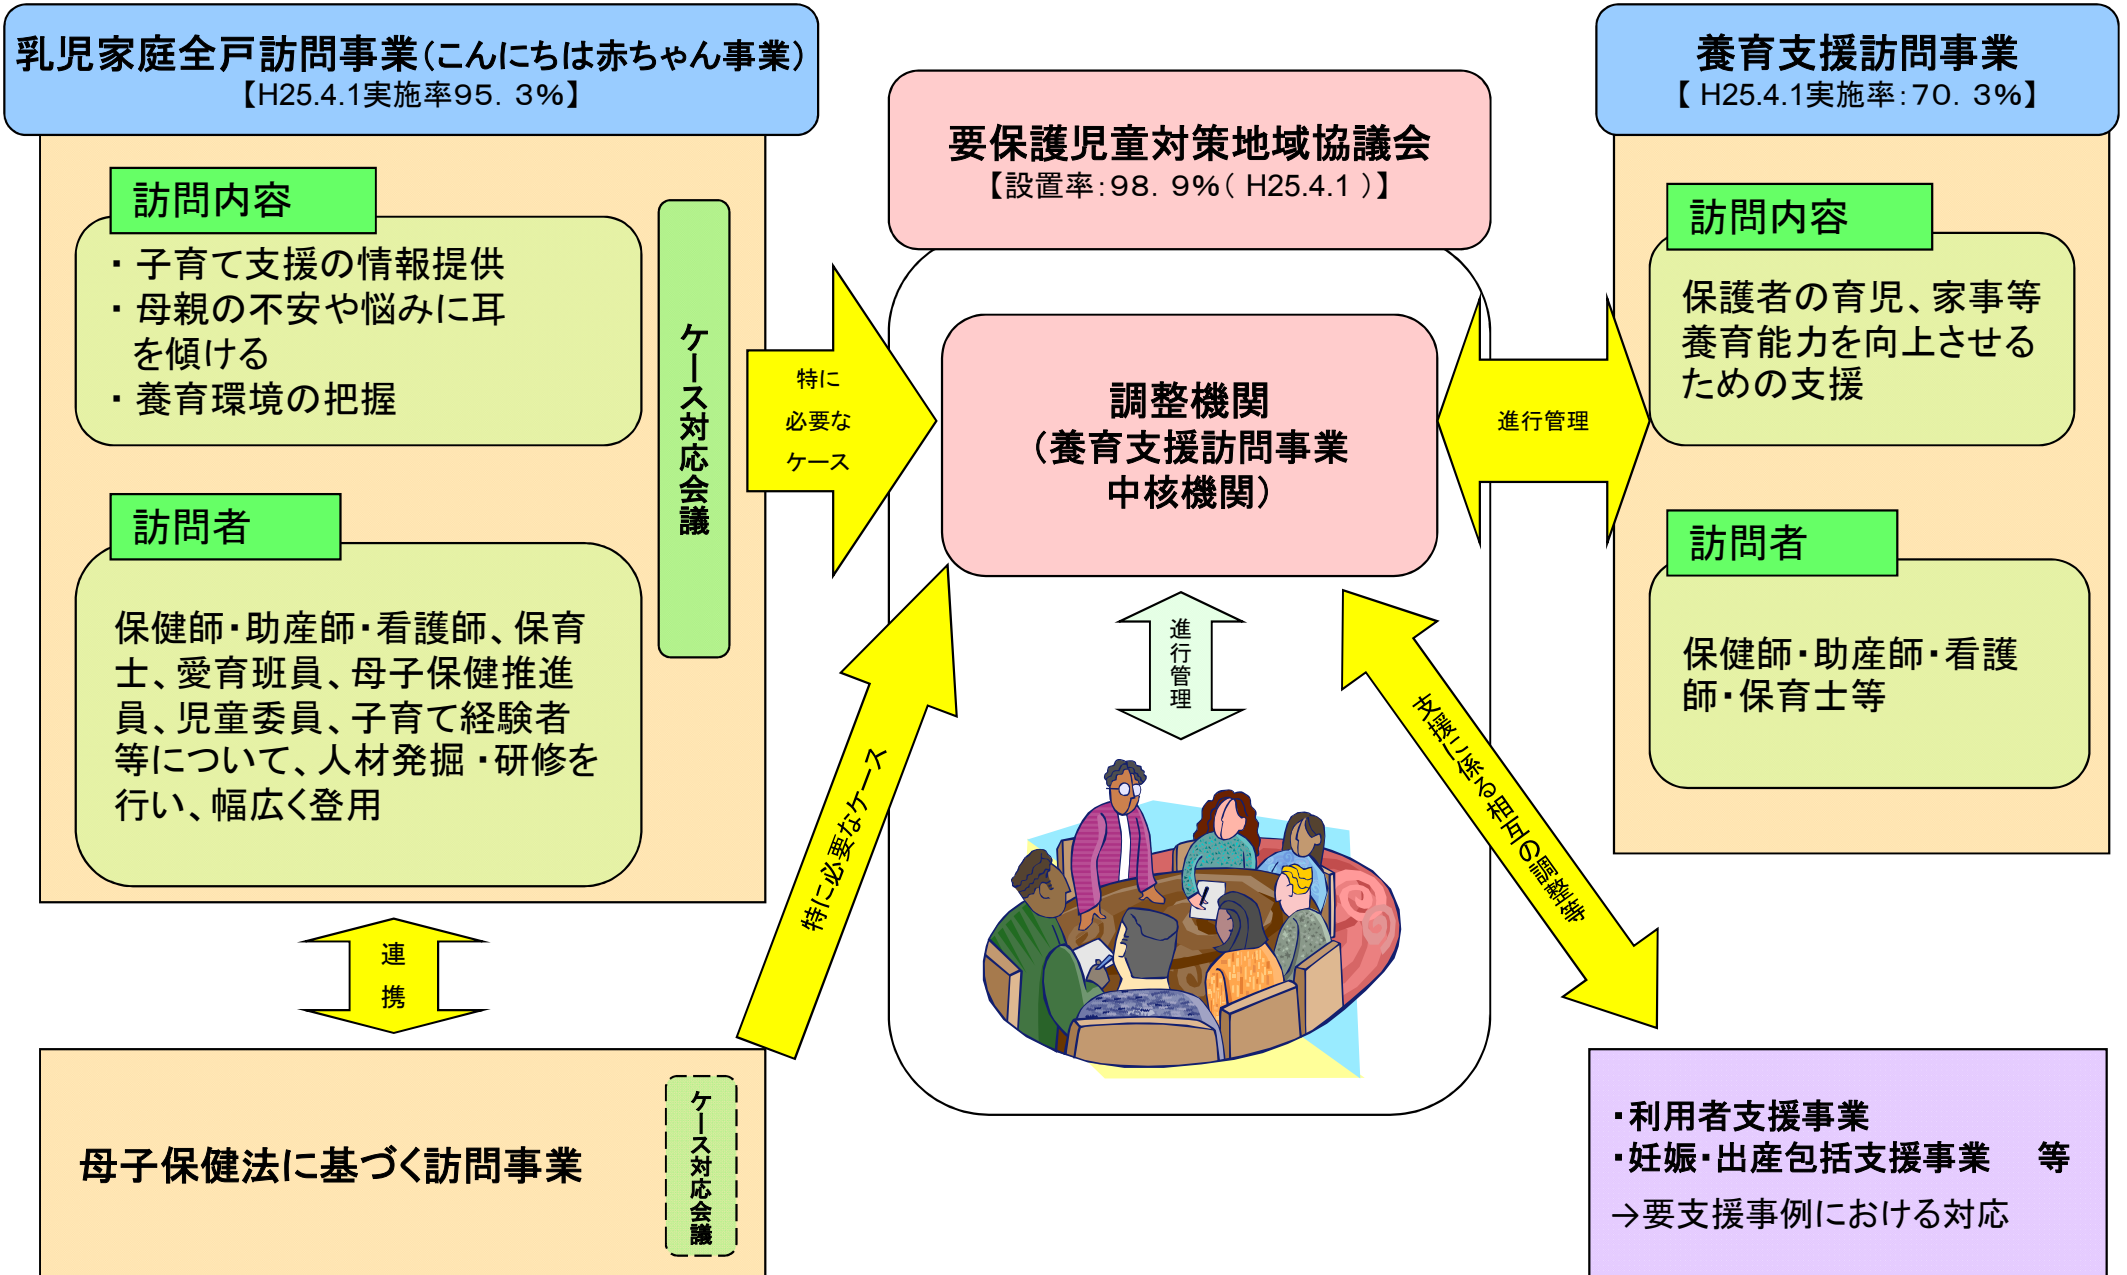 乳児家庭全戸訪問事業（こんにちは赤ちゃん事業）
【H25.4.1実施率９５．３％】
訪問内容
・ 子育て支援の情報提供
・ 母親の不安や悩みに耳
を傾ける
・ 養育環境の把握
訪問者
保健師・助産師・看護師、保育
士、愛育班員、母子保健推進
員、児童委員、子育て経験者
等について、人材発掘・研修を
行い、幅広く登用
ケース対応会議
特に
必要な
ケース
連
携
母子保健法に基づく訪問事業
ケース対応会議
特に必要なケース
要保護児童対策地域協議会
【設置率：９８．９％（ H25.4.1 ）】
調整機関
（養育支援訪問事業
中核機関）
進行管理
進行管理
支援に係る相互の調整等
養育支援訪問事業
【 H25.4.1実施率：７０．３％】
訪問内容
保護者の育児、家事等
養育能力を向上させる
ための支援
訪問者
保健師・助産師・看護
師・保育士等
・利用者支援事業
・妊娠・出産包括支援事業　等
→要支援事例における対応